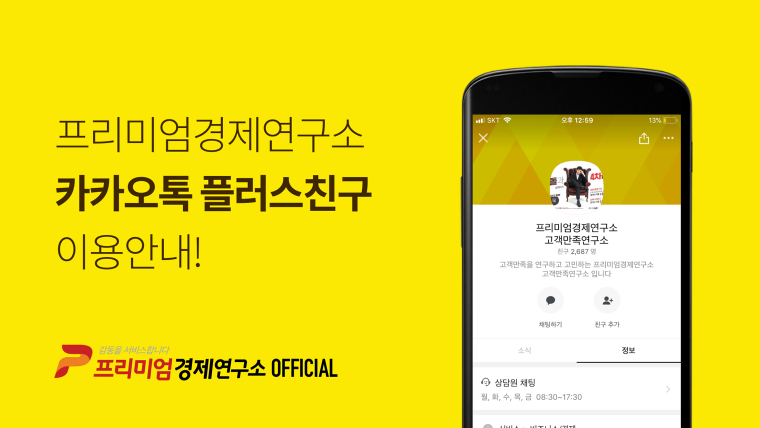 프리미엄경제연구소
카카오톡 플러스친구
이용안내!
감동을 서비스합니다
프리미엄경제연구소 OFFICIAL
SKT 오후 12:59 13%
4차
프리미엄경제연구소
고객만족연구소
친구 2,687 명
고객만족을 연구하고 고민하는 프리미엄경제연구소
고객만족연구소 입니다
채팅하기 친구 추가
소식 정보
상담원 채팅
월, 화, 수, 목, 금 08:30~17:30